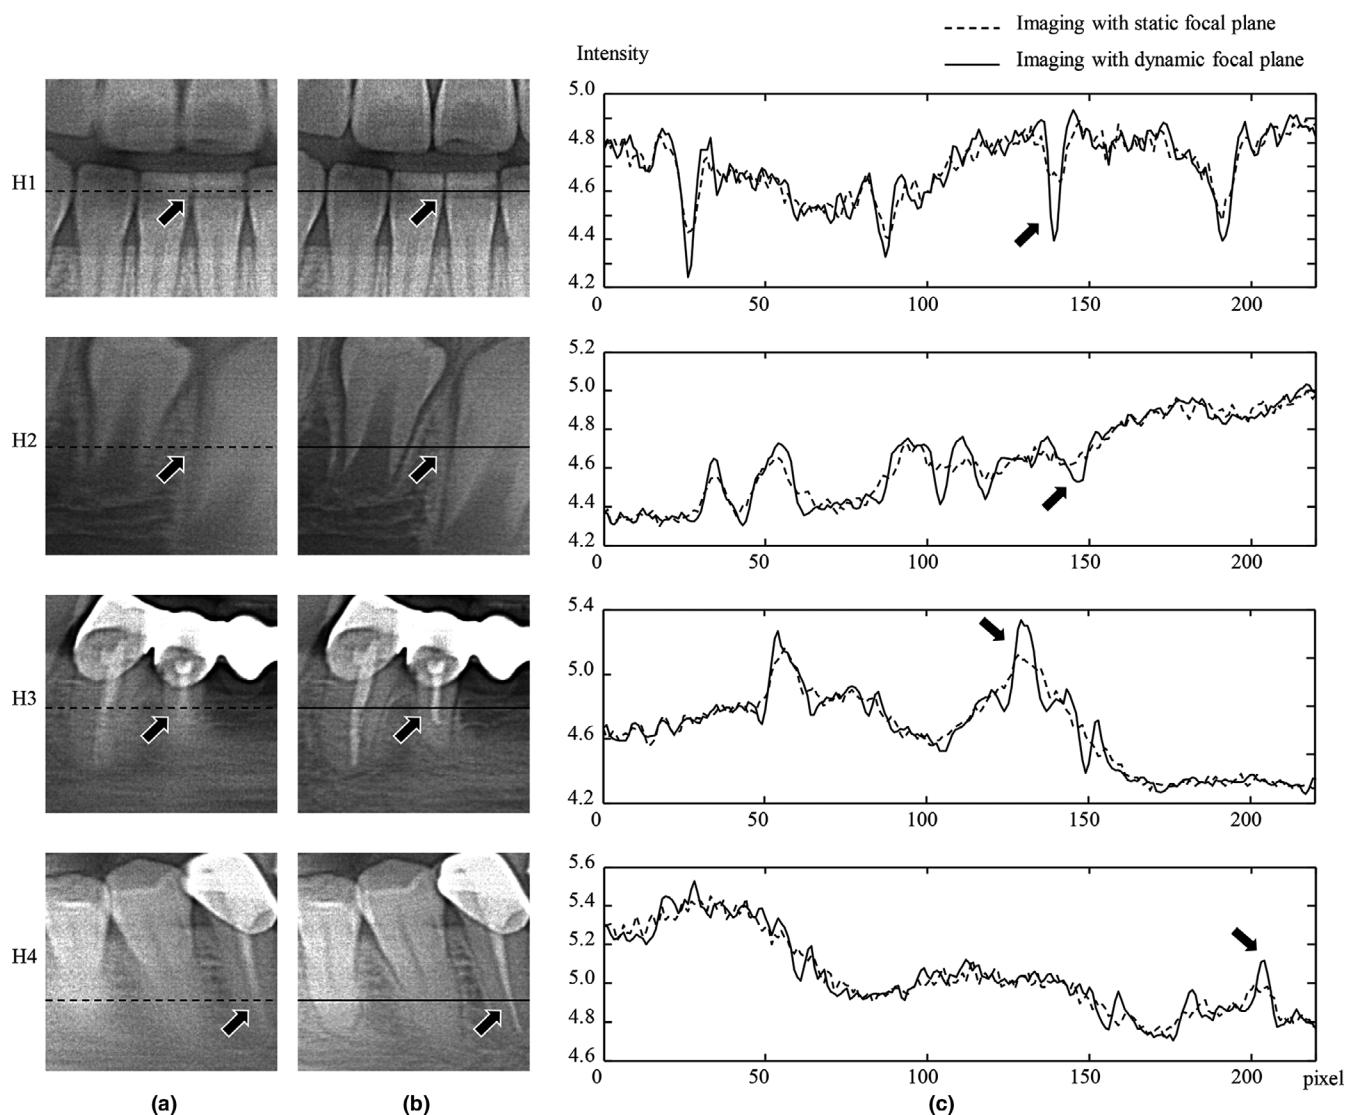 Imaging with static focal plane
Imaging with dynamic focal plane
Intensity
H1
5.0
4.8
4.6
4.4
4.2
0 50 100 150 200
H2
5.2
5.0
4.8
4.6
4.4
4.2
0 50 100 150 200
H3
5.4
5.0
4.6
4.2
0 50 100 150 200
H4
5.6
5.4
5.2
5.0
4.8
4.6
0 50 100 150 200 pixel
(a) (b) (c)